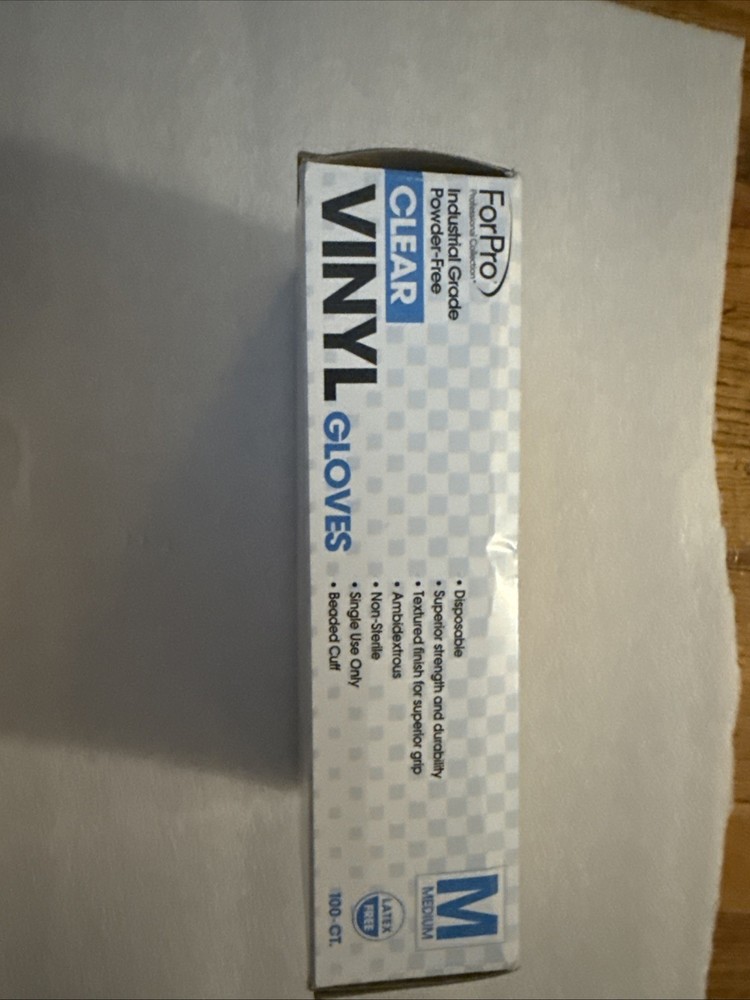 ForPro
Professional Collection
Industrial Grade
Powder-Free
CLEAR
VINYL GLOVES
• Disposable
• Superior strength and durability
• Textured finish for superior grip
• Ambidextrous
• Non-Sterile
• Single Use Only
• Beaded Cuff
M
MEDIUM
LATEX
FREE
100-CT.